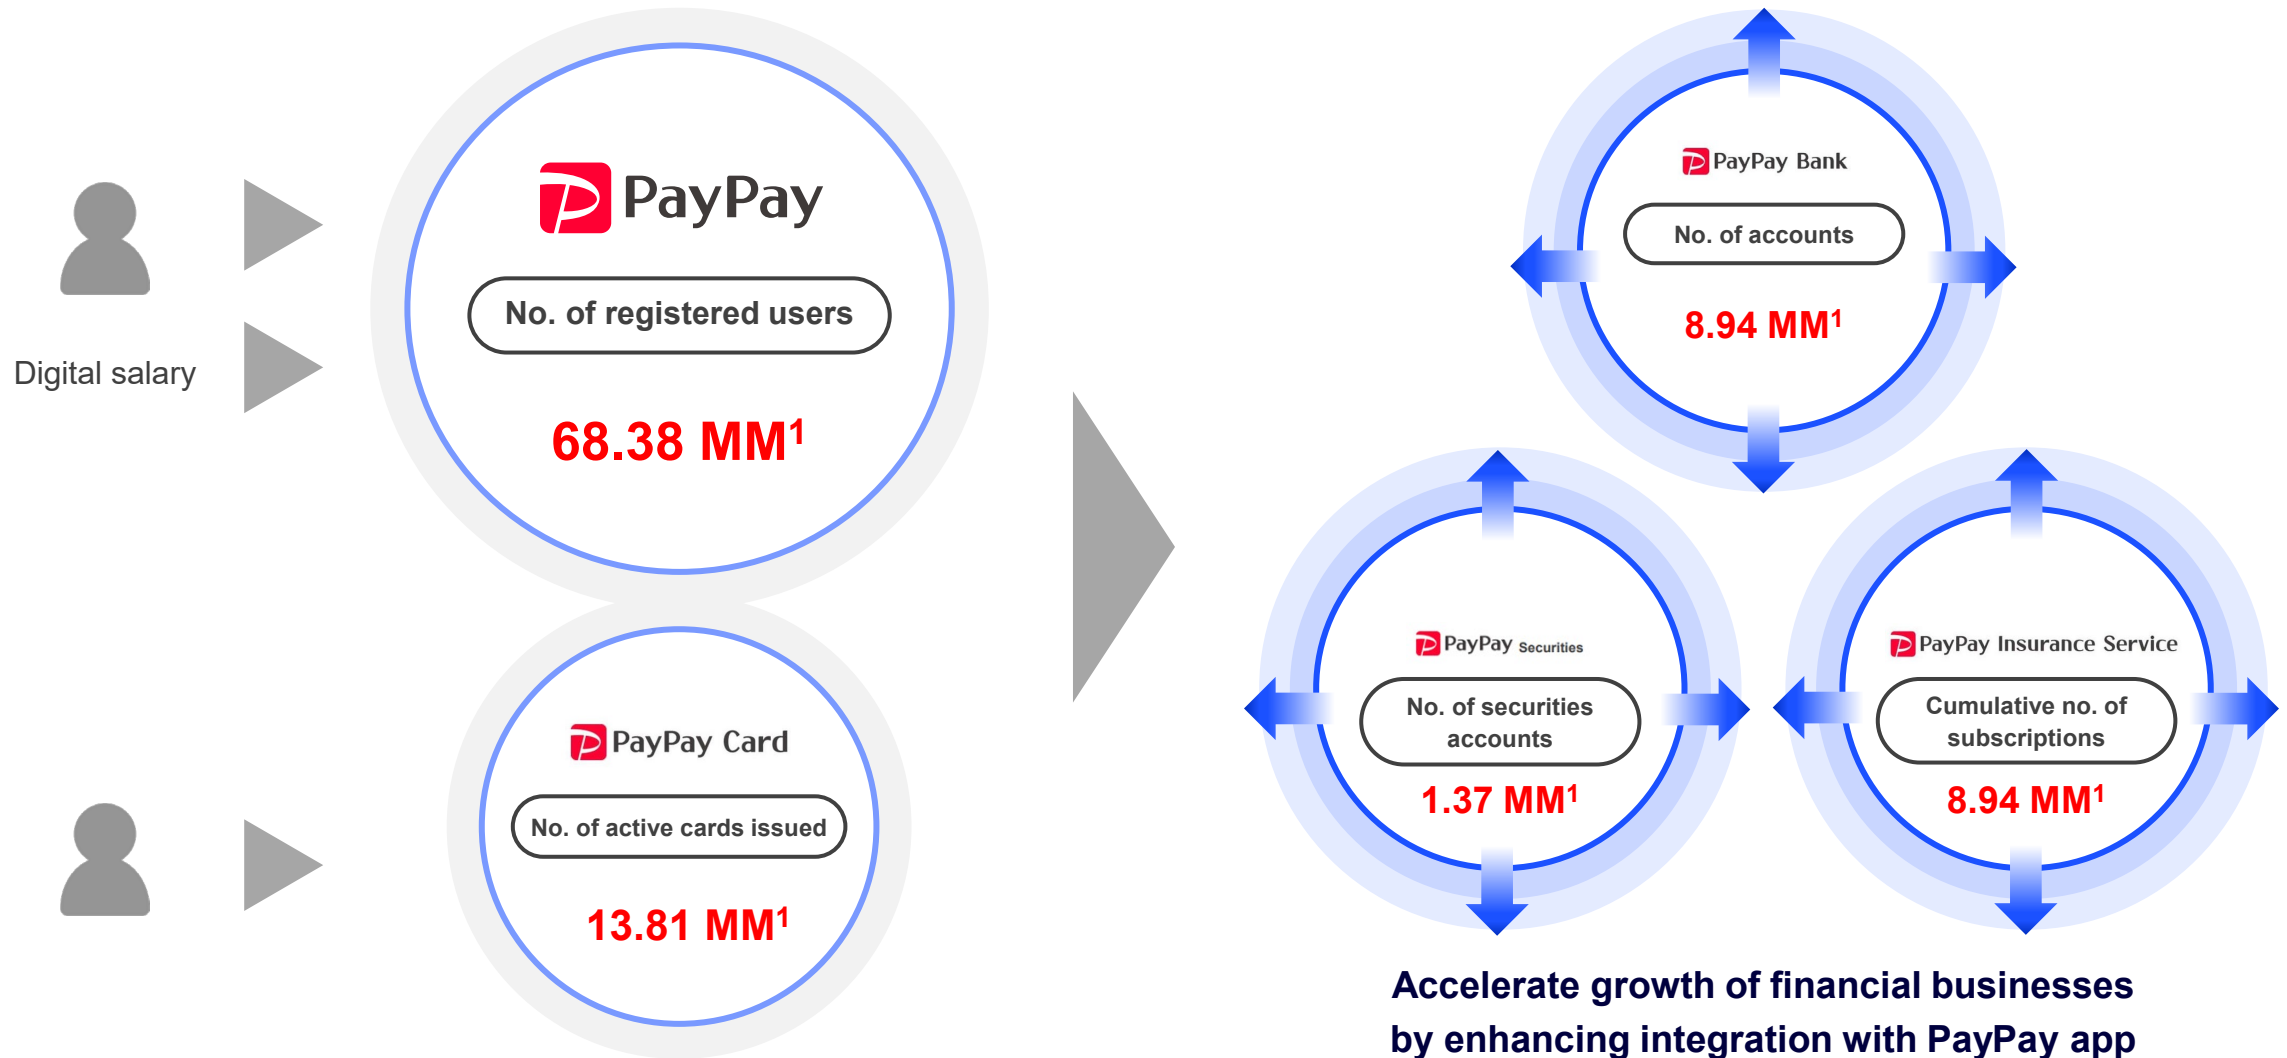 PayPay
No. of registered users
68.38 MM¹
Digital salary
PayPay Card
No. of active cards issued
13.81 MM¹
PayPay Bank
No. of accounts
8.94 MM¹
PayPay Securities
No. of securities
accounts
1.37 MM¹
PayPay Insurance Service
Cumulative no. of
subscriptions
8.94 MM¹
Accelerate growth of financial businesses
by enhancing integration with PayPay app